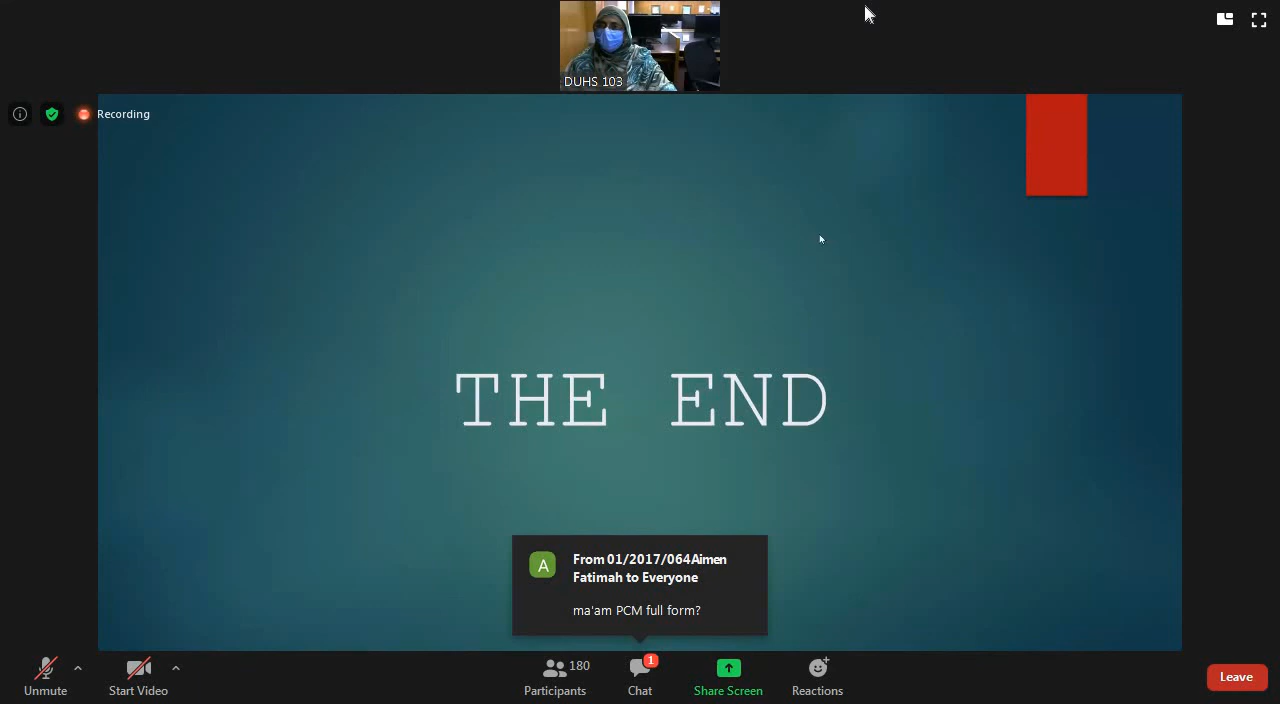 DUHS 103
Recording
THE END
A
From 01/2017/064Aimen
Fatimah to Everyone
ma'am PCM full form?
180
1
Unmute
Start Video
Participants
Chat
Share Screen
Reactions
Leave